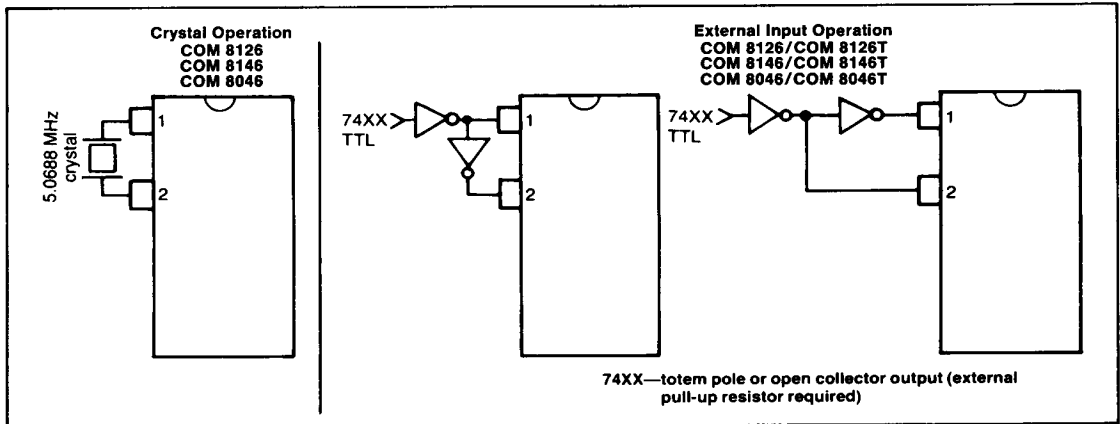 Crystal Operation
COM 8126
COM 8146
COM 8046
5.0688 MHz
crystal
1
2
External Input Operation
COM 8126/COM 8126T
COM 8146/COM 8146T
COM 8046/COM 8046T
74XX
TTL
1
2
74XX
TTL
1
2
74XX—totem pole or open collector output (external
pull-up resistor required)